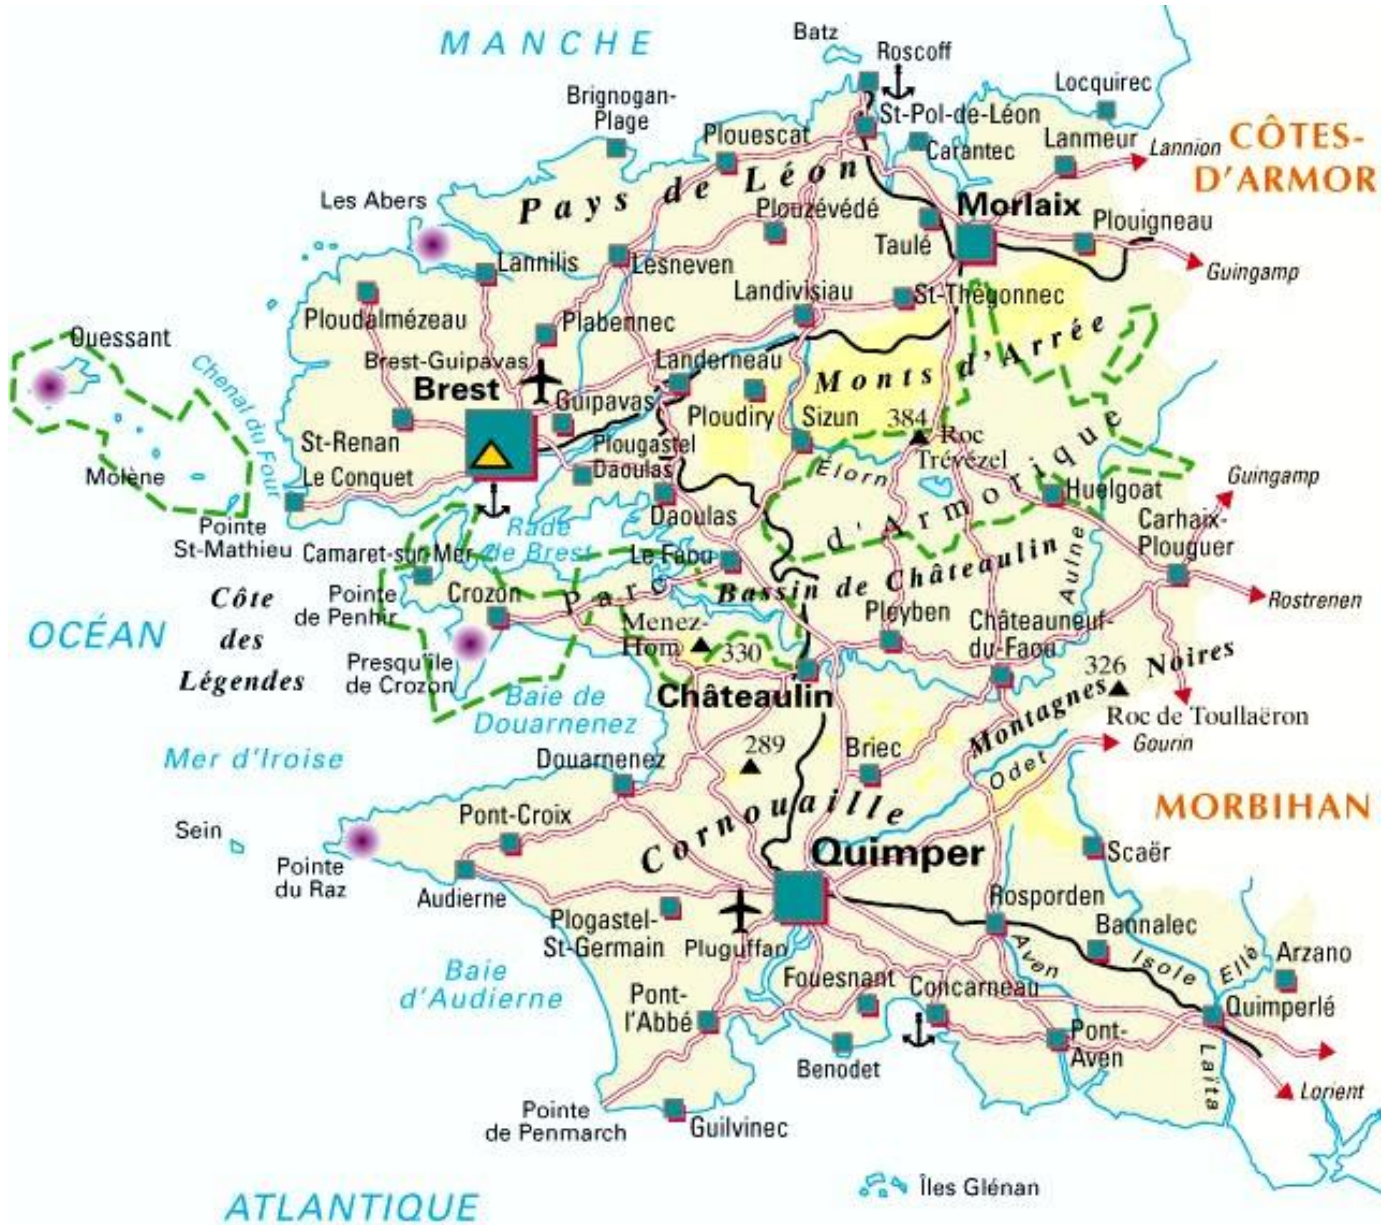 MANCHE
Batz
Roscoff
Locquirec
Brignogan-
Plage
St-Pol-de-Léon
Plouescat
Carantec
Lanmeur
Lannion
CÔTES-
D'ARMOR
Les Abers
Pays de Léon
Plouzévédé
Morlaix
Taulé
Plouigneau
Guingamp
Lannilis
Lesneven
Landivisiau
St-Thégonnec
Ploudalmézeau
Plabennec
Ouessant
Chenal du Four
Brest-Guipavas
Brest
Landerneau
Monts d'Arrée
Guipavas
Ploudiry
Sizun
384
Roc
Trévézel
St-Renan
Plougastel
Daoulas
Élorn
Molène
Le Conquet
Huelgoat
Guingamp
Pointe
St-Mathieu
Rade
de Brest
Daoulas
Carhaix-
Plouguer
Camaret-sur-Mer
Le Faou
Parc d'Armorique
Bassin de Châteaulin
Aulne
Rostrenen
Côte
des
Légendes
Pointe
de Penhir
Crozon
Menez-
Hom
330
Pleyben
Châteauneuf-
du-Faou
OCÉAN
Presqu'île
de Crozon
Châteaulin
326
Montagnes Noires
Roc de Toullaëron
Gourin
Baie de
Douarnenez
Mer d'Iroise
Douarnenez
289
Briec
Odet
Cornouaille
MORBIHAN
Sein
Pont-Croix
Pointe
du Raz
Quimper
Scaër
Audierne
Plogastel-
St-Germain
Pluguffan
Rosporden
Bannalec
Aven
Isole
Ellé
Arzano
Baie
d'Audierne
Fouesnant
Concarneau
Pont-
l'Abbé
Quimperlé
Benodet
Pont-
Aven
Laïta
Lorient
Pointe
de Penmarch
Guilvinec
Îles Glénan
ATLANTIQUE